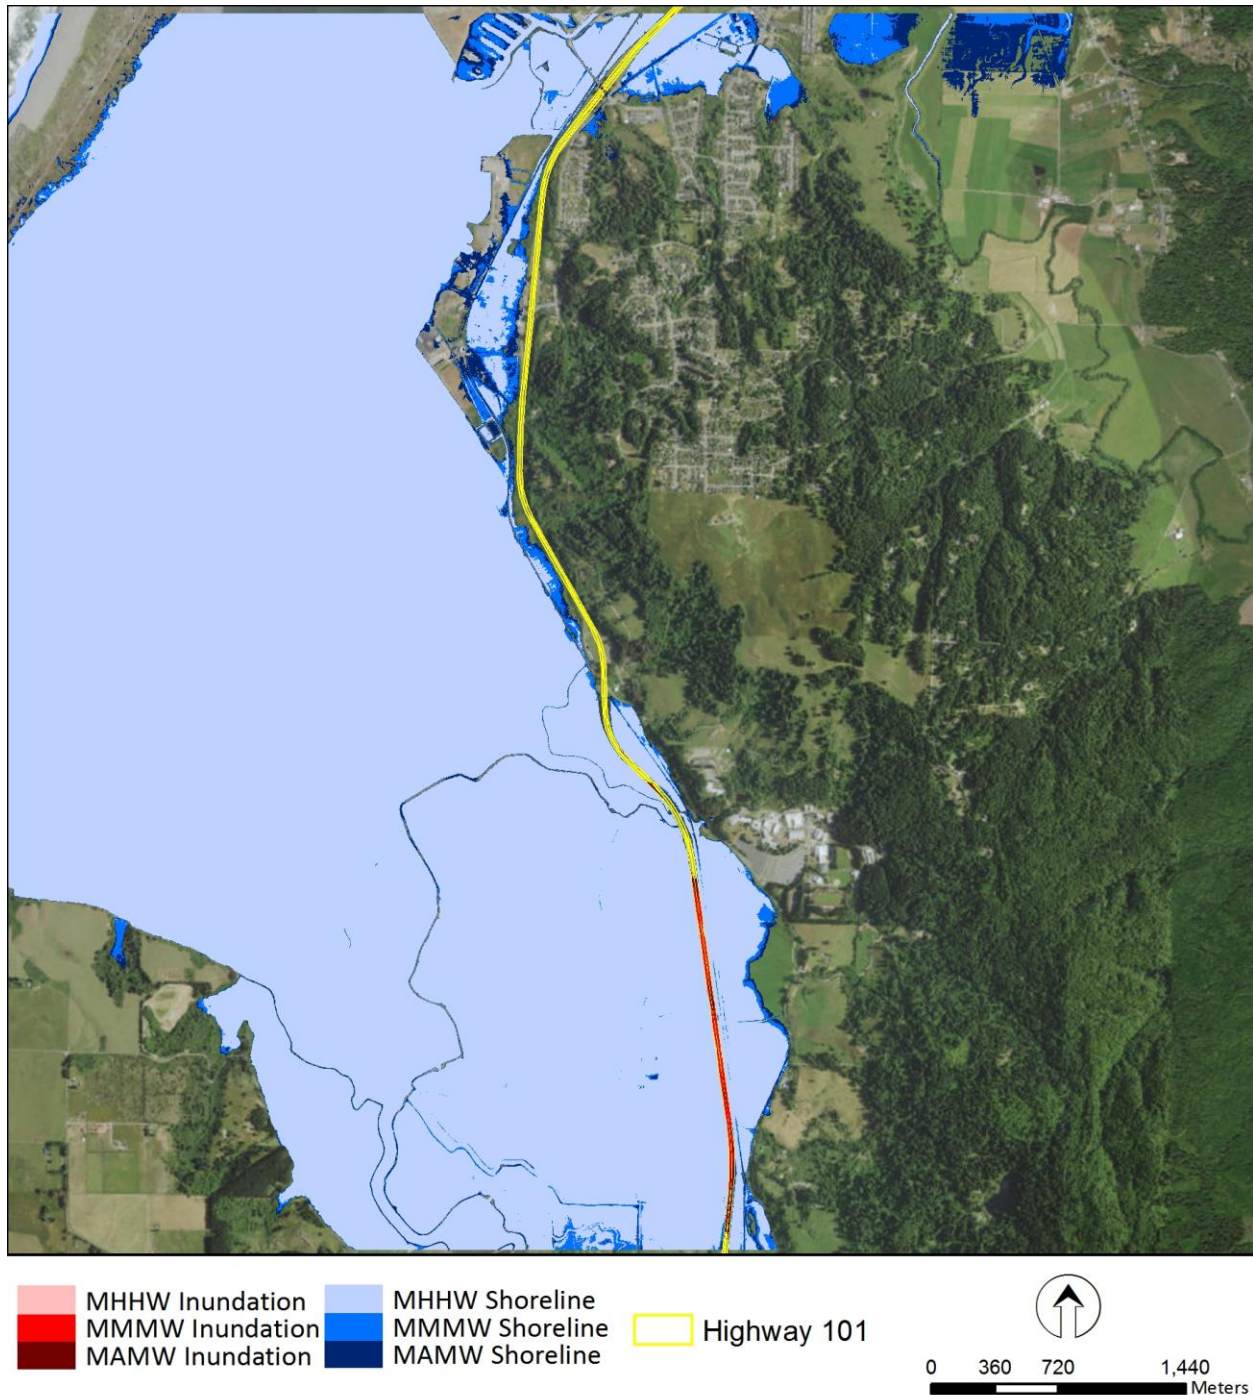 MHHW Inundation
MMMW Inundation
MAMW Inundation
MHHW Shoreline
MMMW Shoreline
MAMW Shoreline
Highway 101
0 360 720 1,440
Meters